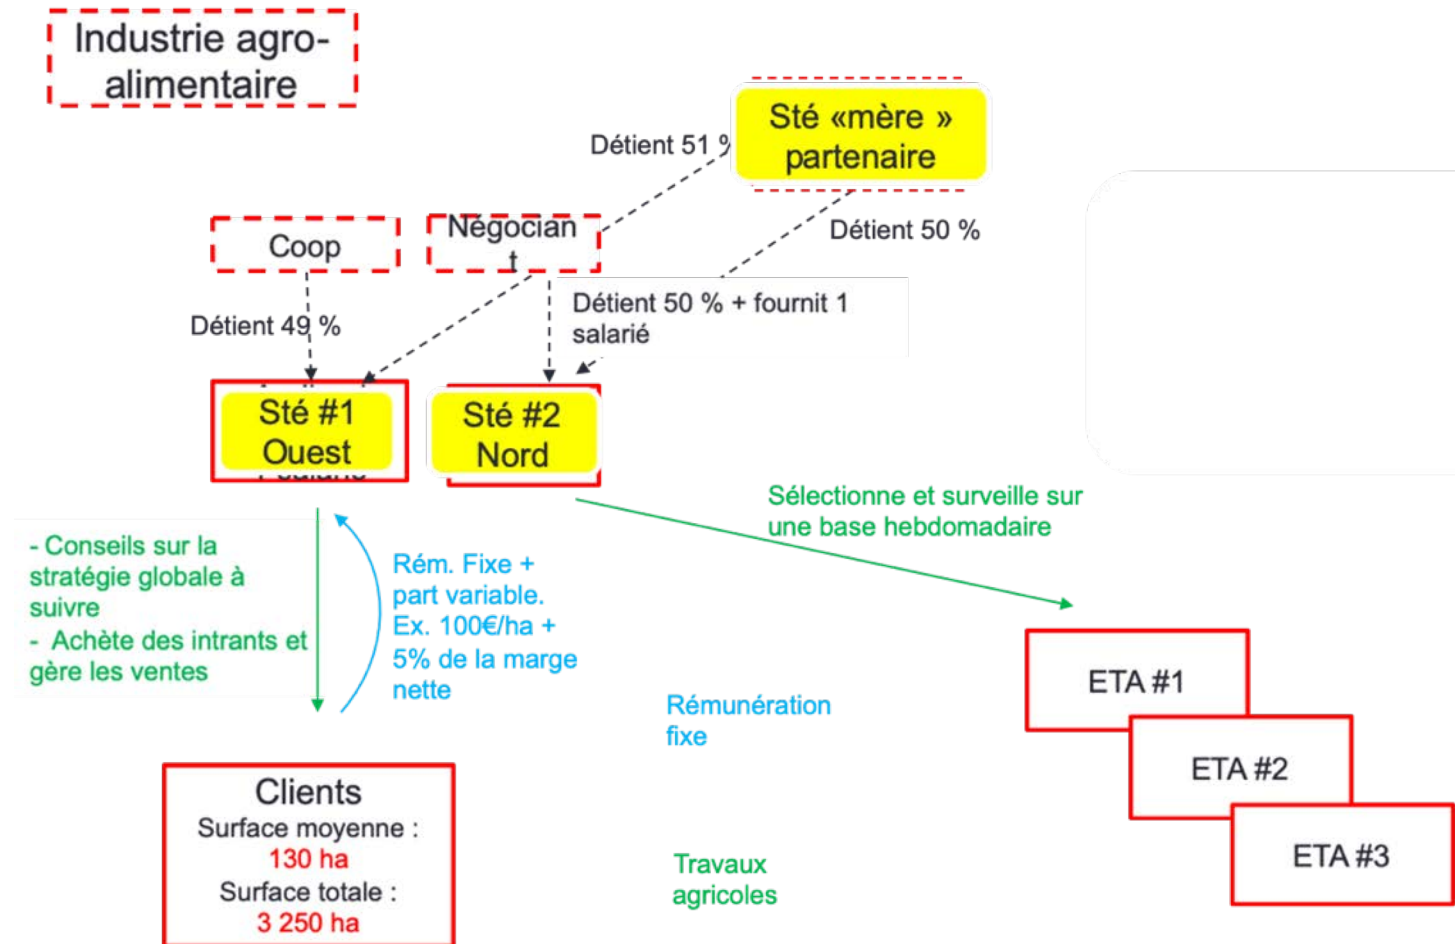 Industrie agro-
alimentaire
Sté «mère »
partenaire
Détient 51 %
Détient 50 %
Coop
Négocian
t
Détient 49 %
Détient 50 % + fournit 1
salarié
Sté #1
Ouest
Sté #2
Nord
Sélectionne et surveille sur
une base hebdomadaire
- Conseils sur la
stratégie globale à
suivre
- Achète des intrants et
gère les ventes
Rém. Fixe +
part variable.
Ex. 100€/ha +
5% de la marge
nette
Rémunération
fixe
ETA #1
ETA #2
ETA #3
Clients
Surface moyenne :
130 ha
Surface totale :
3 250 ha
Travaux
agricoles